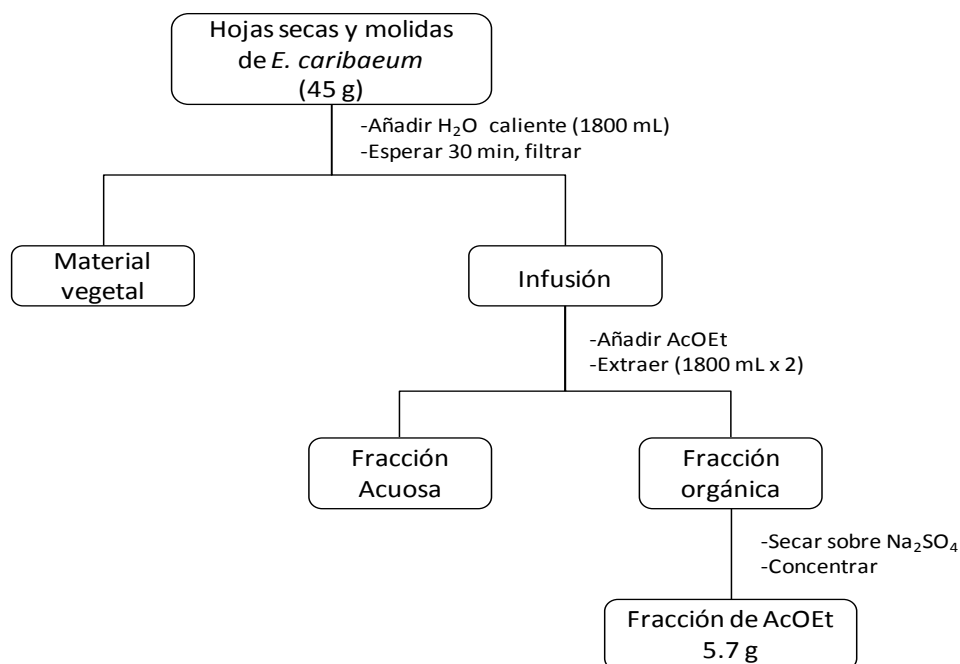 Hojas secas y molidas
de E. caribaeum
(45 g)
-Añadir H₂O caliente (1800 mL)
-Esperar 30 min, filtrar
Material
vegetal
Infusión
-Añadir AcOEt
-Extraer (1800 mL x 2)
Fracción
Acuosa
Fracción
orgánica
-Secar sobre Na₂SO₄
-Concentrar
Fracción de AcOEt
5.7 g